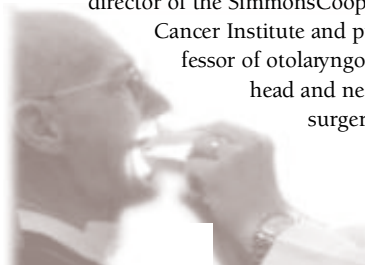 director of the SimmonsCoop
Cancer Institute and p
fessor of otolaryngo
head and ne
surger